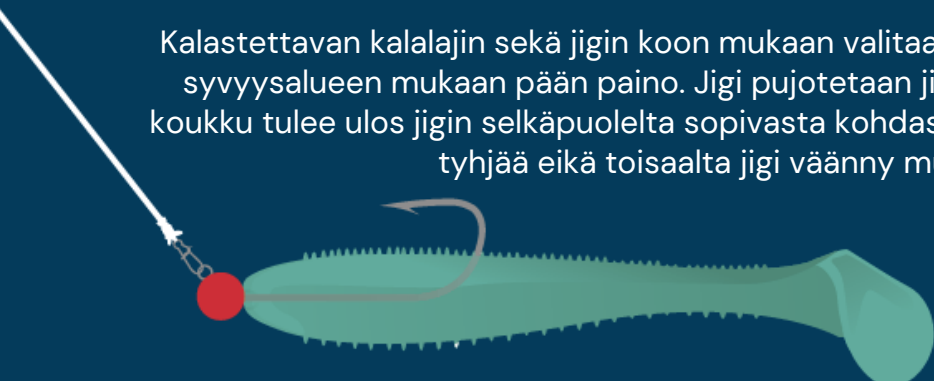 Kalastettavan kalalajin sekä jigin koon mukaan valitaa
syvyysalueen mukaan pään paino. Jigi pujotetaan ji
koukku tulee ulos jigin selkäpuolelta sopivasta kohdas
tyhjää eikä toisaalta jigi väänny mu